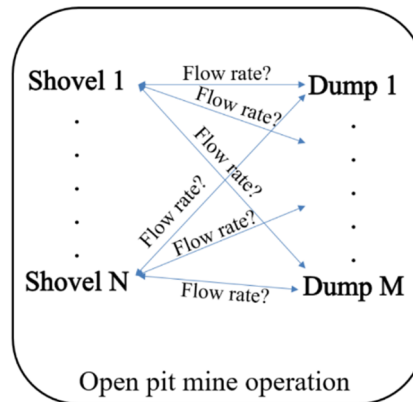 Flow rate?
Shovel 1
Dump 1
Flow rate?
Flow rate?
Flow rate?
Flow rate?
Shovel N
Flow rate?
Dump M
Open pit mine operation